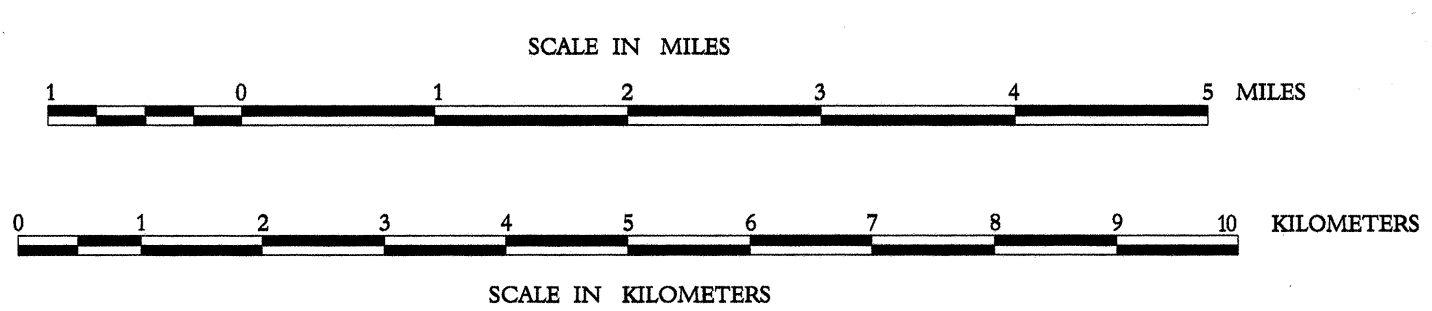 SCALE IN MILES
1 0 1 2 3 4 5 MILES
0 1 2 3 4 5 6 7 8 9 10 KILOMETERS
SCALE IN KILOMETERS